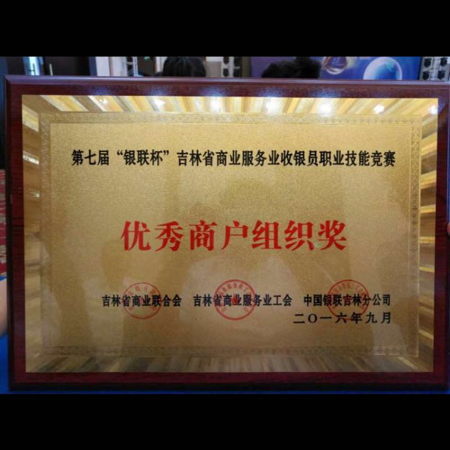 第七届“银联杯”吉林省商业服务业收银员职业技能竞赛
优秀商户组织奖
吉林省商业联合会 吉林省商业服务业工会 中国银联吉林分公司
二〇一六年九月